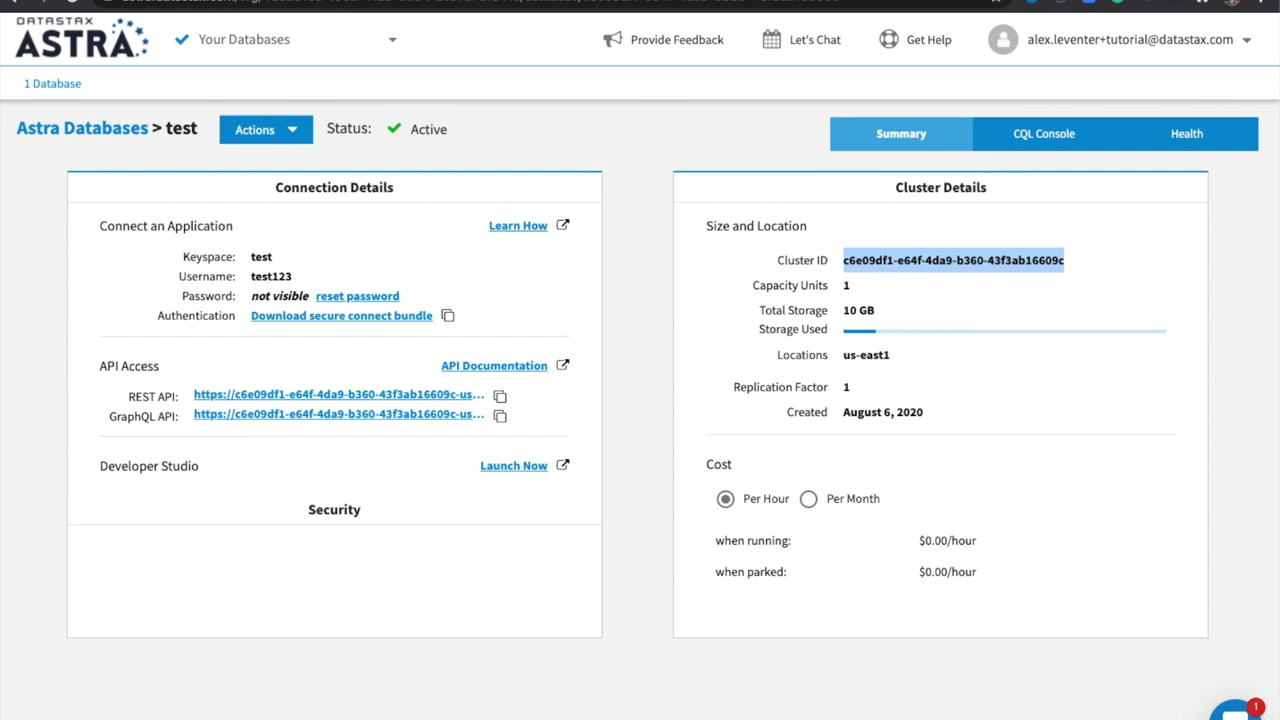 DATASTAX
ASTRA
Your Databases
Provide Feedback
Let's Chat
Get Help
alex.leventer+tutorial@datastax.com
1 Database
Astra Databases > test
Actions
Status:
Active
Summary
CQL Console
Health
Connection Details
Connect an Application
Learn How
Keyspace: test
Username: test123
Password: not visible reset password
Authentication Download secure connect bundle
API Access
API Documentation
REST API: https://c6e09df1-e64f-4da9-b360-43f3ab16609c-us...
GraphQL API: https://c6e09df1-e64f-4da9-b360-43f3ab16609c-us...
Developer Studio
Launch Now
Security
Cluster Details
Size and Location
Cluster ID c6e09df1-e64f-4da9-b360-43f3ab16609c
Capacity Units 1
Total Storage 10 GB
Storage Used
Locations us-east1
Replication Factor 1
Created August 6, 2020
Cost
Per Hour Per Month
when running: $0.00/hour
when parked: $0.00/hour
1